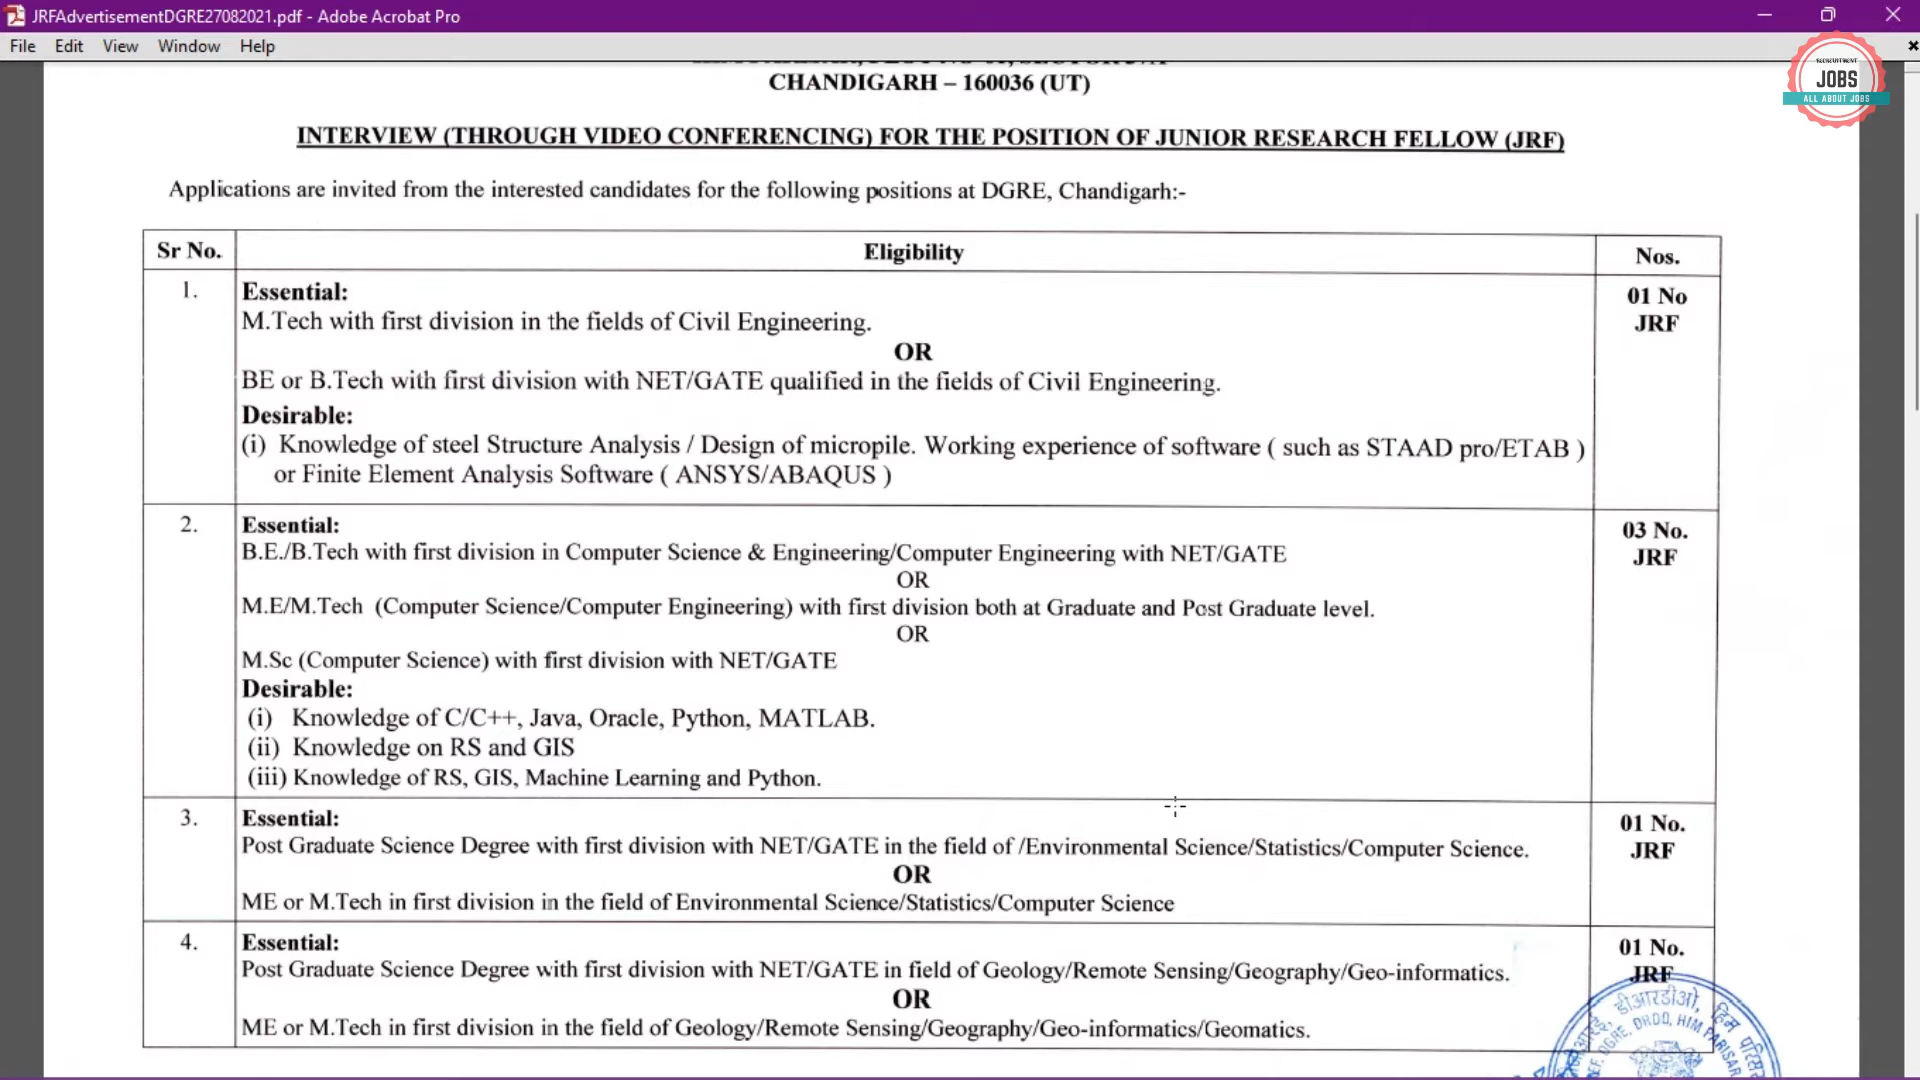 JRFAdvertisementDGRE27082021.pdf - Adobe Acrobat Pro
File Edit View Window Help
RECRUITMENT
JOBS
ALL ABOUT JOBS
CHANDIGARH – 160036 (UT)
INTERVIEW (THROUGH VIDEO CONFERENCING) FOR THE POSITION OF JUNIOR RESEARCH FELLOW (JRF)
Applications are invited from the interested candidates for the following positions at DGRE, Chandigarh:-
Sr No. Eligibility Nos.
1. Essential: 01 No
M.Tech with first division in the fields of Civil Engineering. JRF
OR
BE or B.Tech with first division with NET/GATE qualified in the fields of Civil Engineering.
Desirable:
(i) Knowledge of steel Structure Analysis / Design of micropile. Working experience of software ( such as STAAD pro/ETAB )
or Finite Element Analysis Software ( ANSYS/ABAQUS )
2. Essential: 03 No.
B.E./B.Tech with first division in Computer Science & Engineering/Computer Engineering with NET/GATE JRF
OR
M.E/M.Tech (Computer Science/Computer Engineering) with first division both at Graduate and Post Graduate level.
OR
M.Sc (Computer Science) with first division with NET/GATE
Desirable:
(i) Knowledge of C/C++, Java, Oracle, Python, MATLAB.
(ii) Knowledge on RS and GIS
(iii) Knowledge of RS, GIS, Machine Learning and Python.
3. Essential: 01 No.
Post Graduate Science Degree with first division with NET/GATE in the field of /Environmental Science/Statistics/Computer Science. JRF
OR
ME or M.Tech in first division in the field of Environmental Science/Statistics/Computer Science
4. Essential: 01 No.
Post Graduate Science Degree with first division with NET/GATE in field of Geology/Remote Sensing/Geography/Geo-informatics. JRF
OR
ME or M.Tech in first division in the field of Geology/Remote Sensing/Geography/Geo-informatics/Geomatics.
डीआरडीओ, हिम
DGRE, DRDO, HIM PARISAR